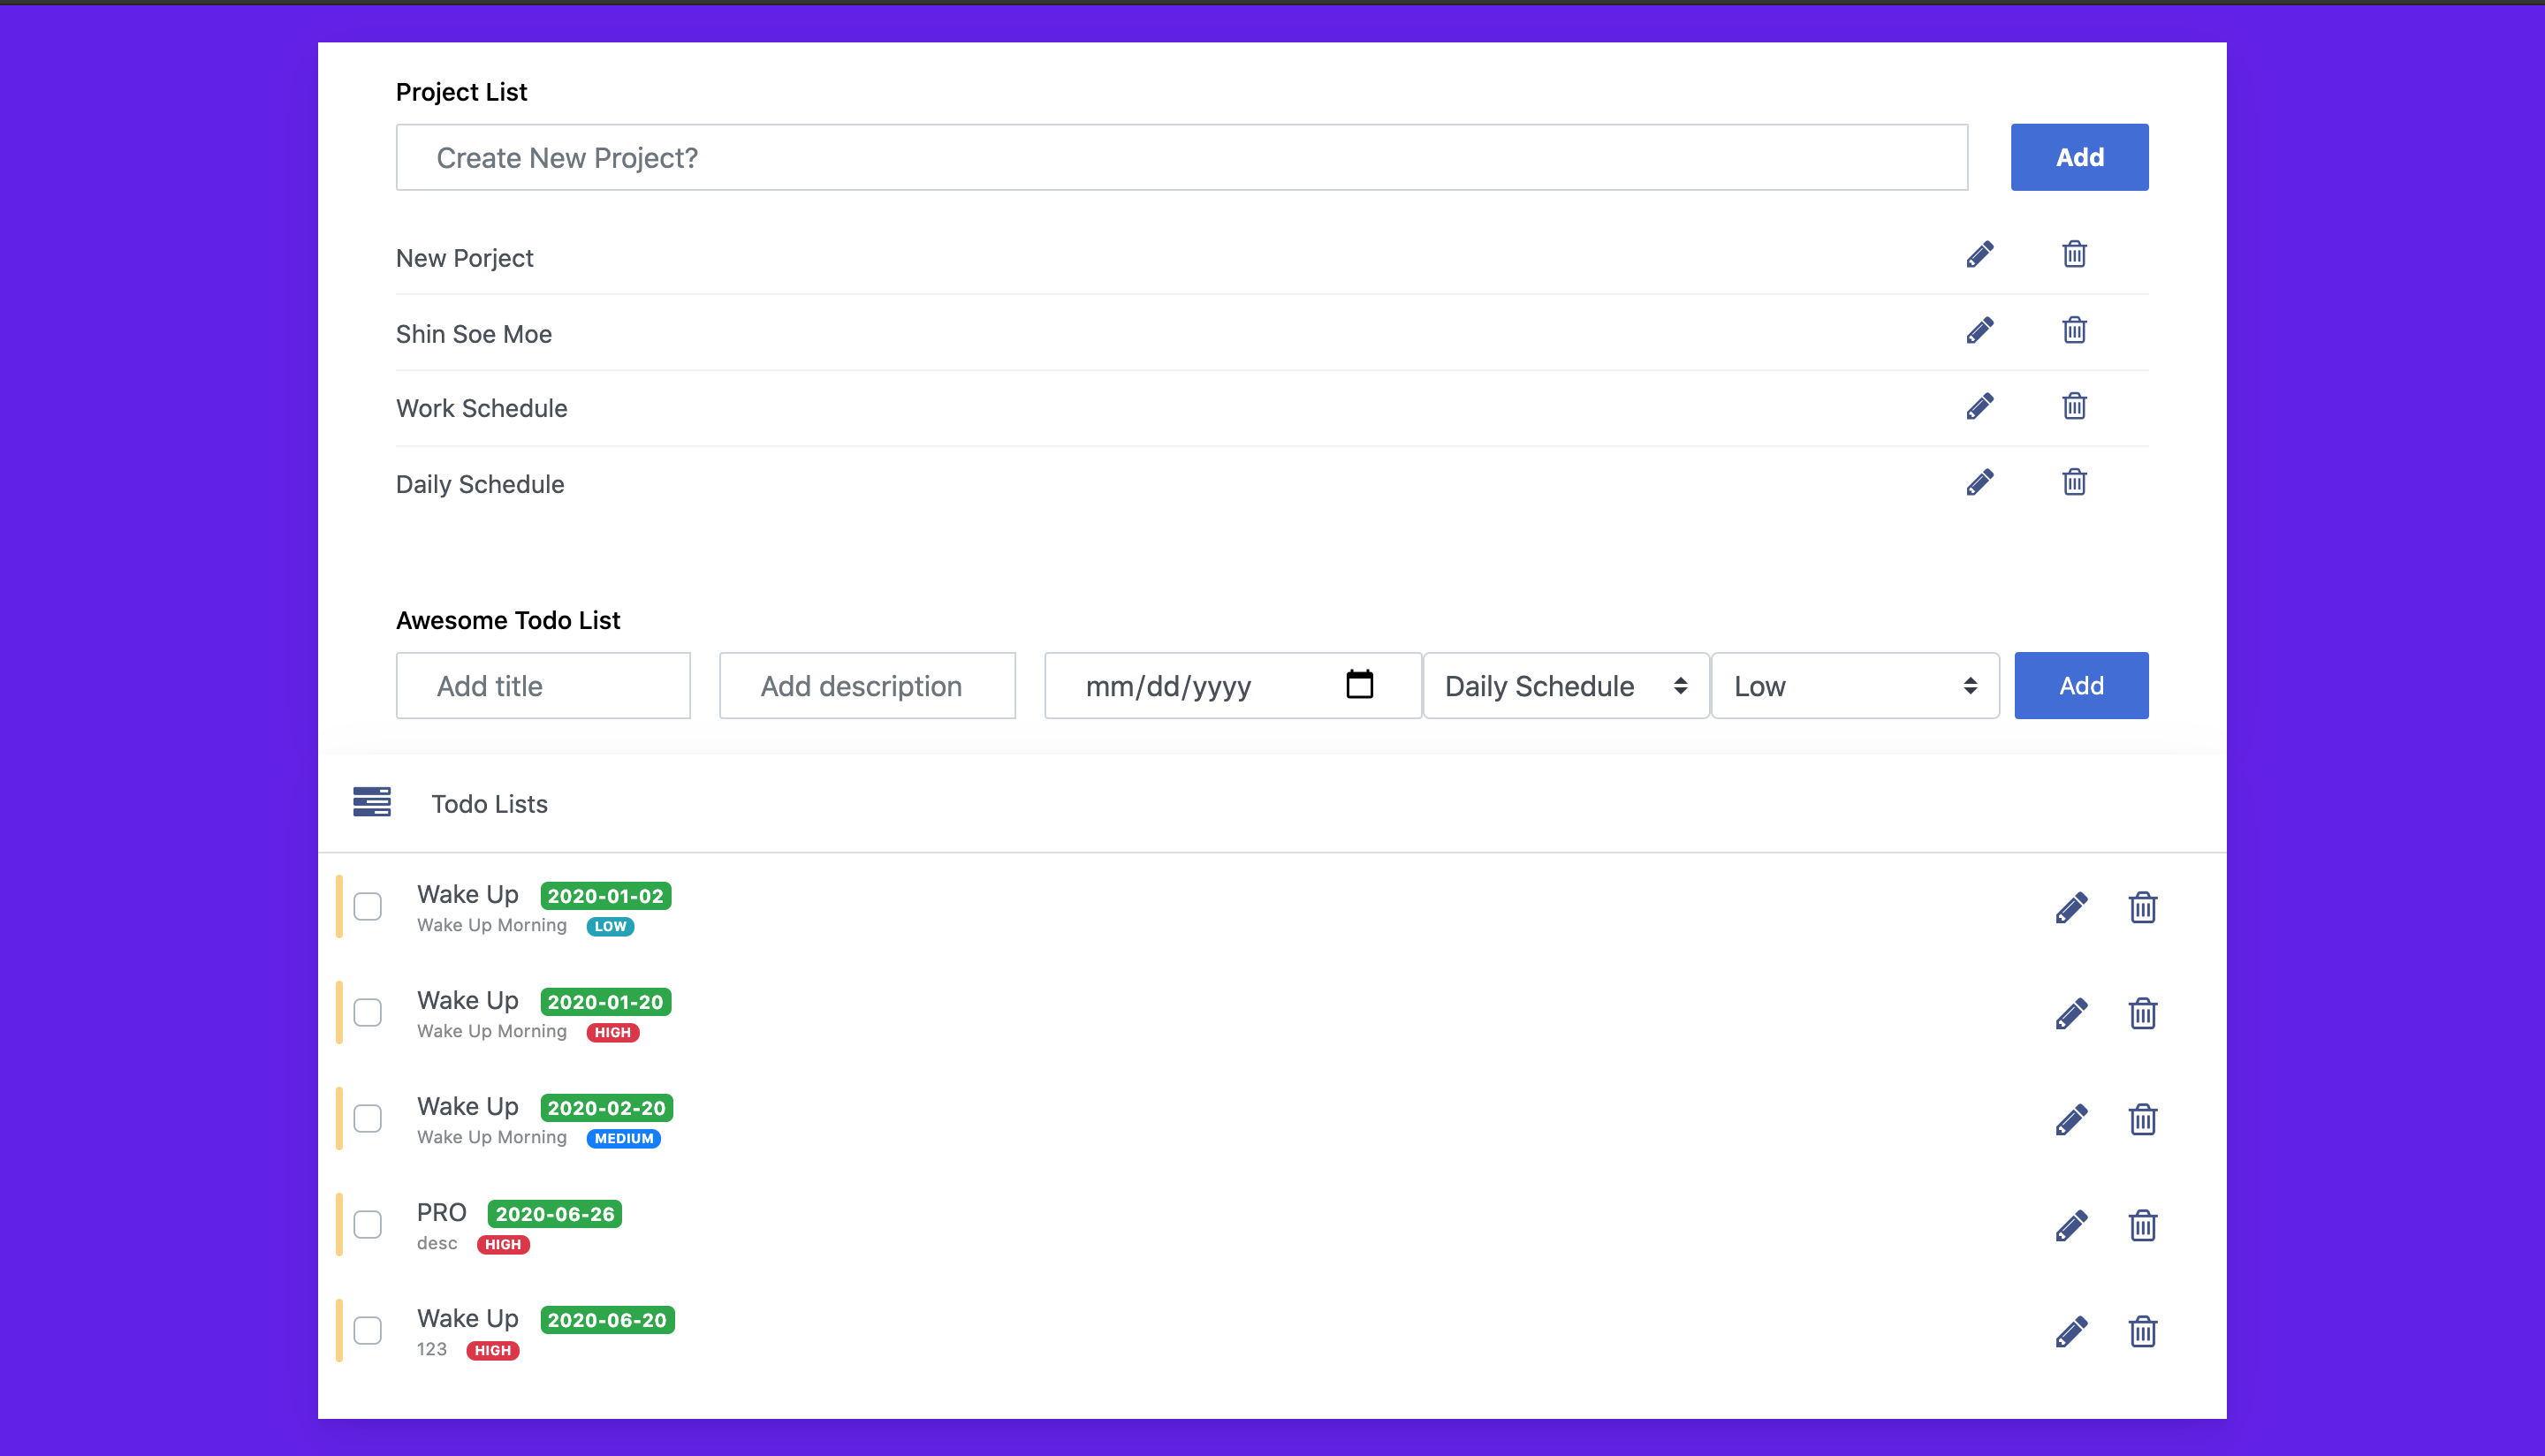 Project List
Create New Project?
Add
New Porject
Shin Soe Moe
Work Schedule
Daily Schedule
Awesome Todo List
Add title
Add description
mm/dd/yyyy
Daily Schedule
Low
Add
Todo Lists
Wake Up 2020-01-02
Wake Up Morning LOW
Wake Up 2020-01-20
Wake Up Morning HIGH
Wake Up 2020-02-20
Wake Up Morning MEDIUM
PRO 2020-06-26
desc HIGH
Wake Up 2020-06-20
123 HIGH